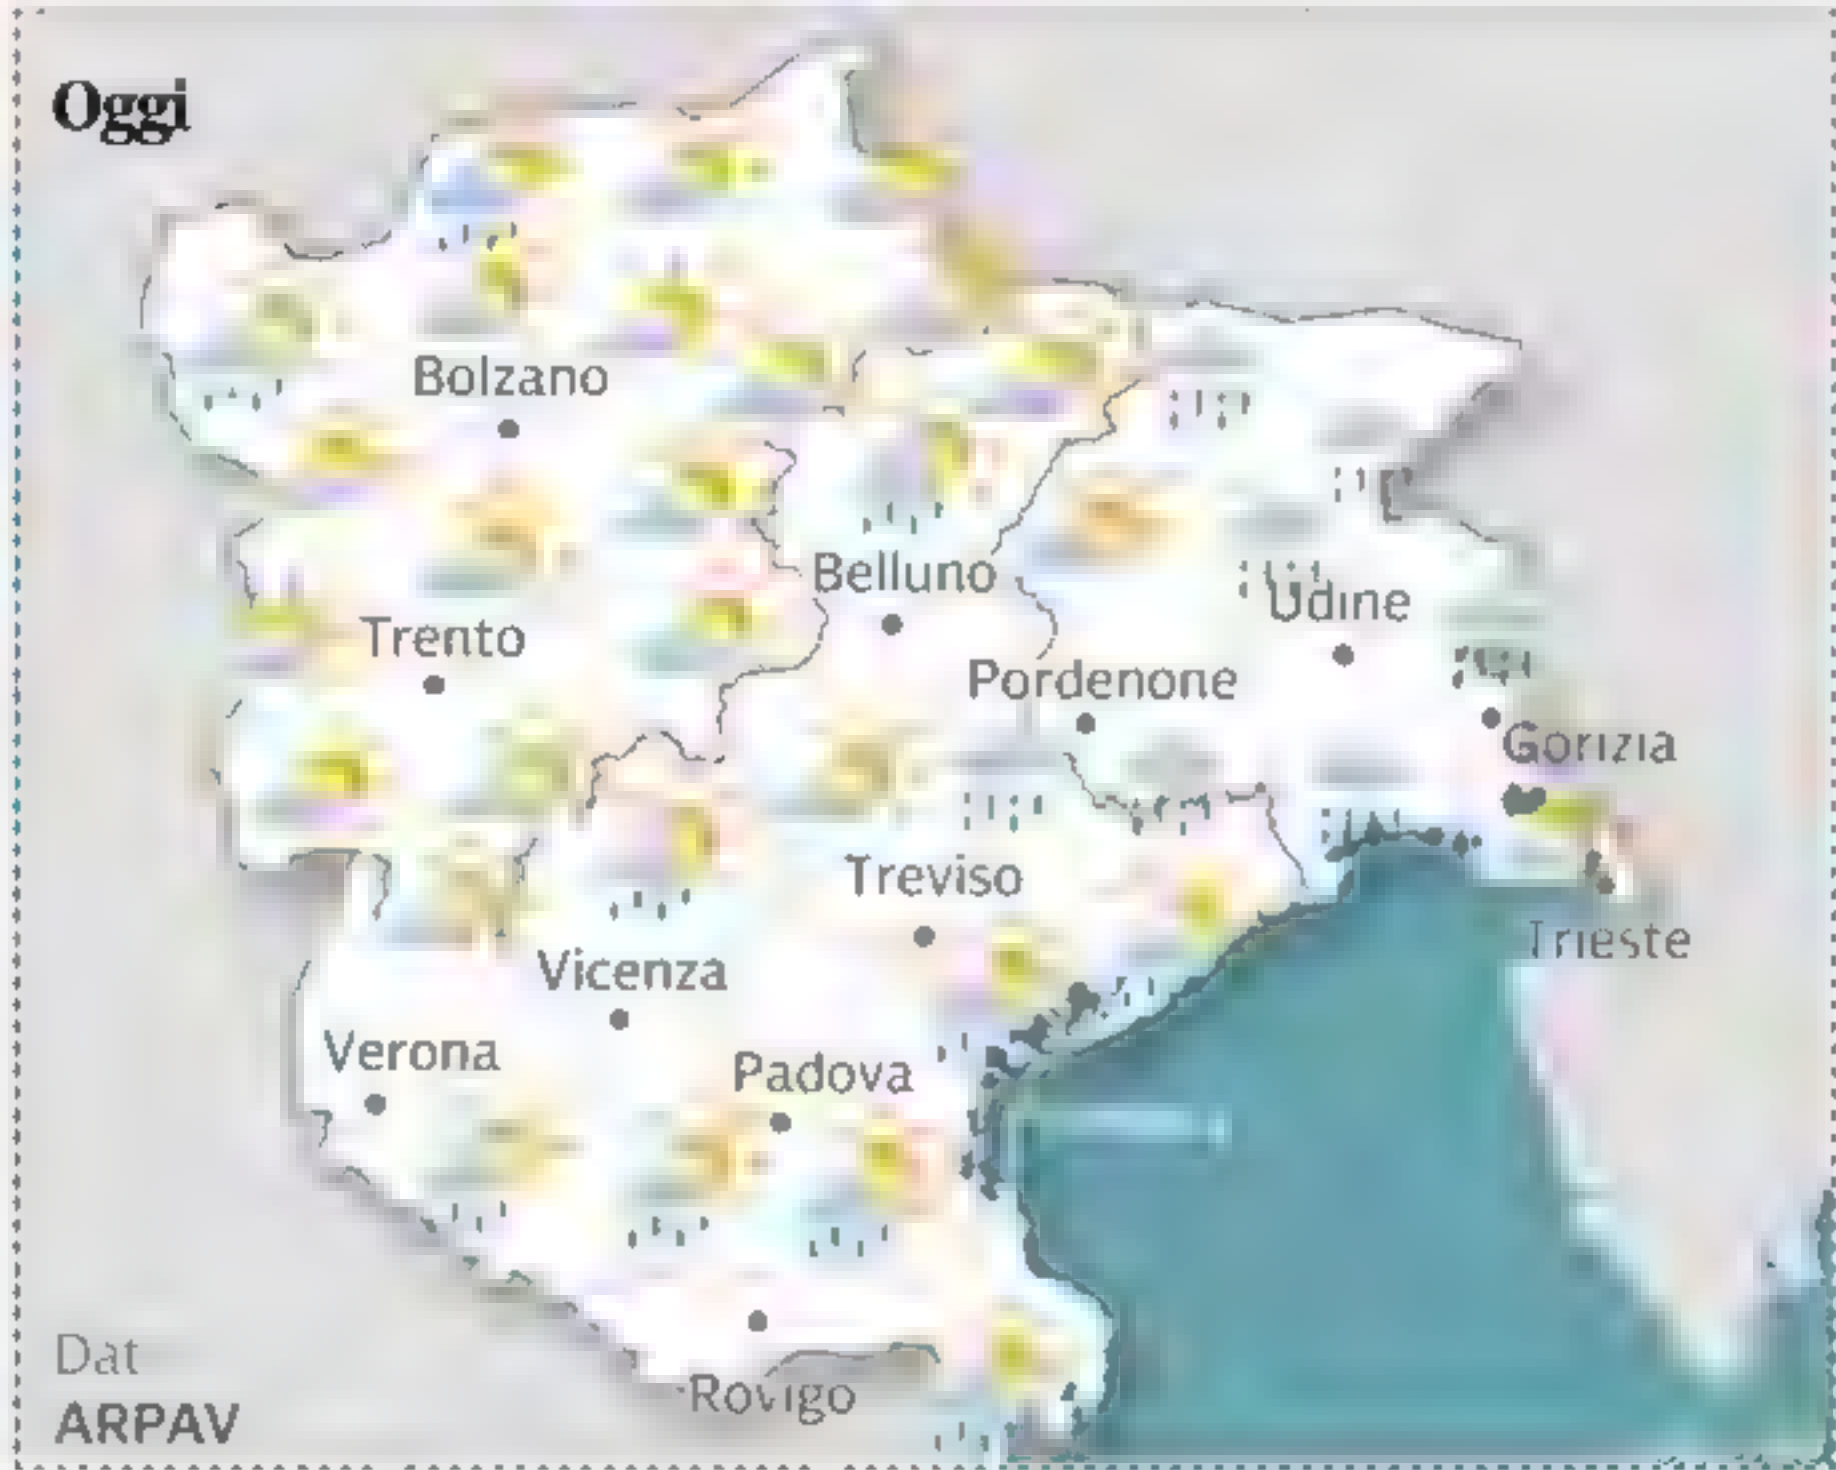 Oggi
Bolzano
Belluno
Udine
Trento
Pordenone
Gorizia
Treviso
Trieste
Vicenza
Verona
Padova
Rovigo
Dat
ARPAV